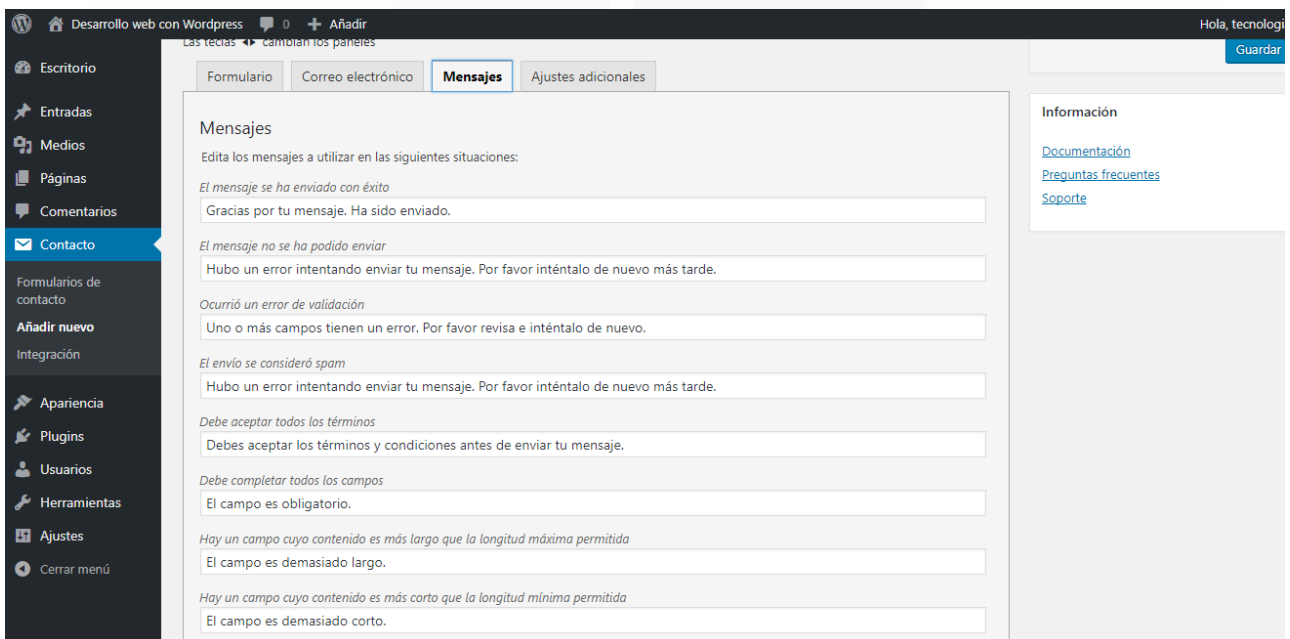 Desarrollo web con Wordpress 0 + Añadir Hola, tecnologi
Las teclas ◄► cambian los paneles
Guardar
Escritorio
Entradas
Medios
Páginas
Comentarios
Contacto
Formularios de
contacto
Añadir nuevo
Integración
Apariencia
Plugins
Usuarios
Herramientas
Ajustes
Cerrar menú
Formulario Correo electrónico Mensajes Ajustes adicionales
Mensajes
Edita los mensajes a utilizar en las siguientes situaciones:
El mensaje se ha enviado con éxito
Gracias por tu mensaje. Ha sido enviado.
El mensaje no se ha podido enviar
Hubo un error intentando enviar tu mensaje. Por favor inténtalo de nuevo más tarde.
Ocurrió un error de validación
Uno o más campos tienen un error. Por favor revisa e inténtalo de nuevo.
El envío se consideró spam
Hubo un error intentando enviar tu mensaje. Por favor inténtalo de nuevo más tarde.
Debe aceptar todos los términos
Debes aceptar los términos y condiciones antes de enviar tu mensaje.
Debe completar todos los campos
El campo es obligatorio.
Hay un campo cuyo contenido es más largo que la longitud máxima permitida
El campo es demasiado largo.
Hay un campo cuyo contenido es más corto que la longitud mínima permitida
El campo es demasiado corto.
Información
Documentación
Preguntas frecuentes
Soporte